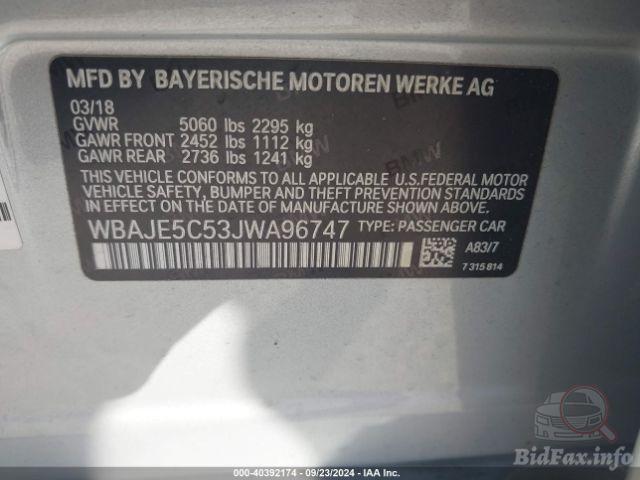 MFD BY BAYERISCHE MOTOREN WERKE AG
03/18
GVWR 5060 lbs 2295 kg
GAWR FRONT 2452 lbs 1112 kg
GAWR REAR 2736 lbs 1241 kg
THIS VEHICLE CONFORMS TO ALL APPLICABLE U.S.FEDERAL MOTOR
VEHICLE SAFETY, BUMPER AND THEFT PREVENTION STANDARDS
IN EFFECT ON THE DATE OF MANUFACTURE SHOWN ABOVE.
WBAJE5C53JWA96747 TYPE: PASSENGER CAR
A83/7
7 315 814
BidFax.info
000-40392174 - 09/23/2024 - IAA Inc.